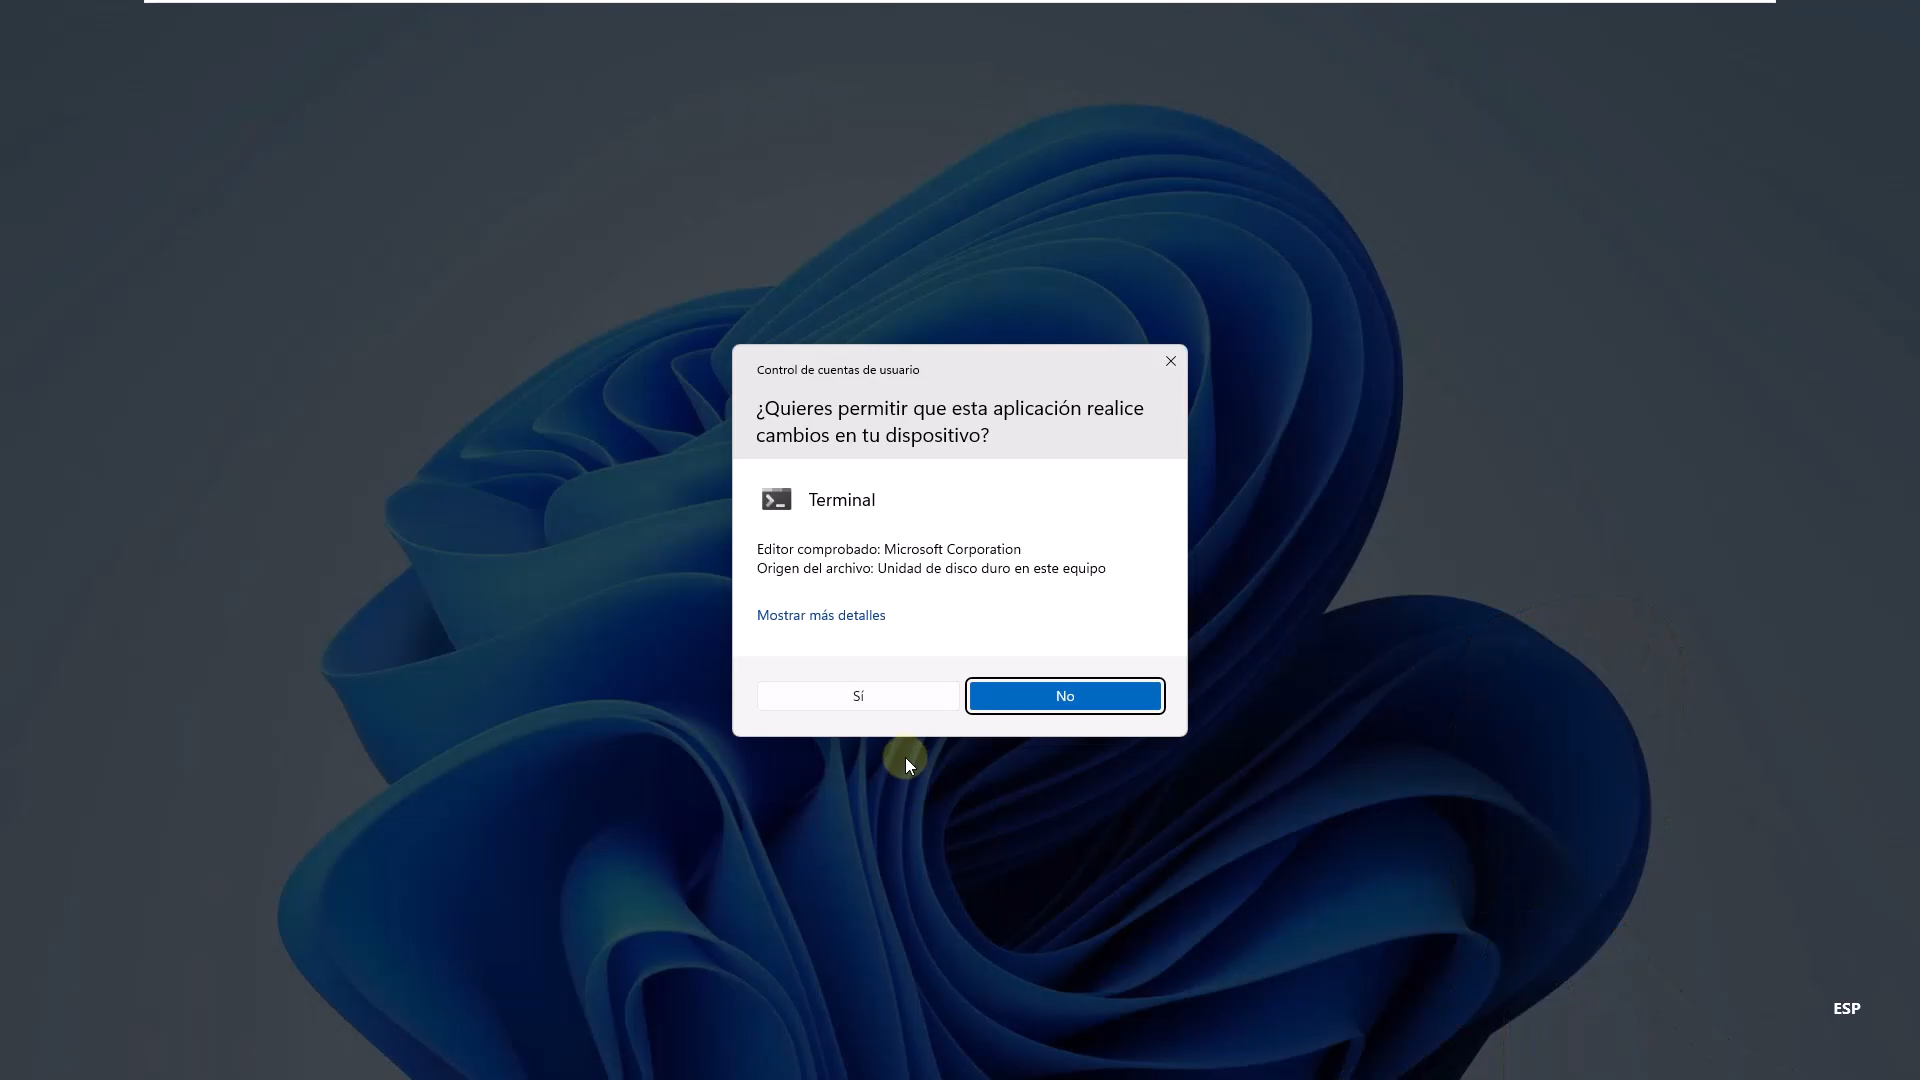 Control de cuentas de usuario
¿Quieres permitir que esta aplicación realice
cambios en tu dispositivo?
Terminal
Editor comprobado: Microsoft Corporation
Origen del archivo: Unidad de disco duro en este equipo
Mostrar más detalles
Sí
No
ESP